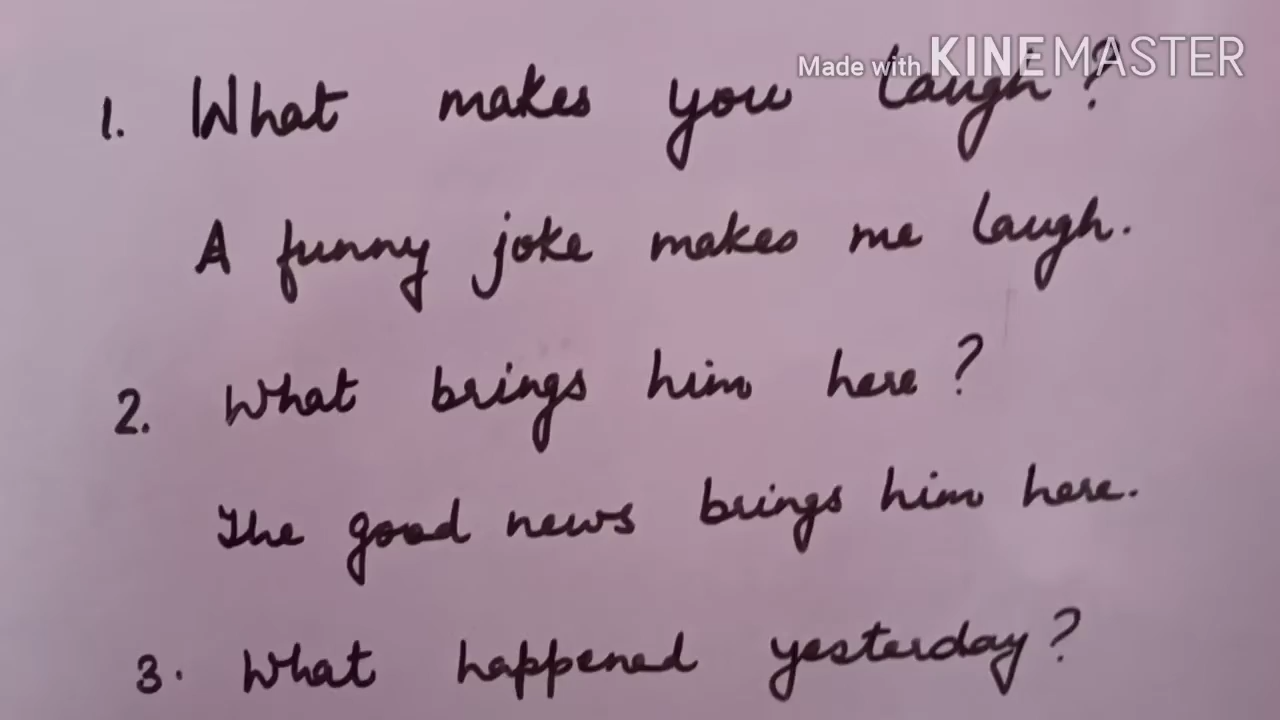 Made with KINEMASTER
1. What makes you laugh?
A funny joke makes me laugh.
2. What brings him here?
The good news brings him here.
3. What happened yesterday?